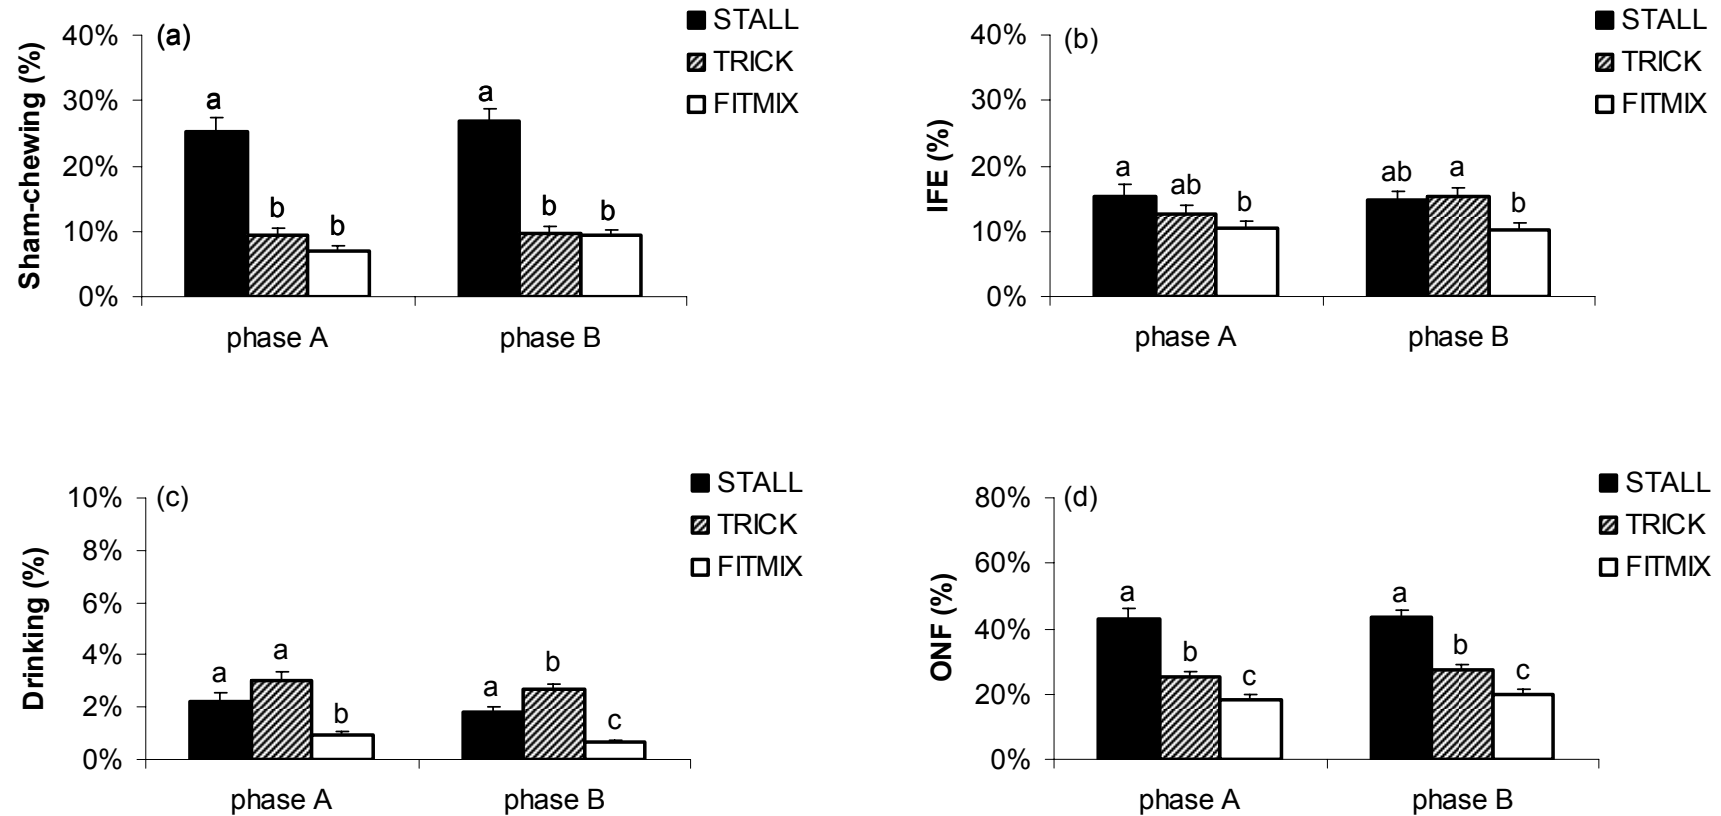 (a)
STALL
TRICK
FITMIX
Sham-chewing (%)
40%
30%
20%
10%
0%
a
b
b
a
b
b
phase A
phase B
(b)
STALL
TRICK
FITMIX
IFE (%)
40%
30%
20%
10%
0%
a
ab
b
ab
a
b
phase A
phase B
(c)
STALL
TRICK
FITMIX
Drinking (%)
10%
8%
6%
4%
2%
0%
a
a
b
a
b
c
phase A
phase B
(d)
STALL
TRICK
FITMIX
ONF (%)
80%
60%
40%
20%
0%
a
b
c
a
b
c
phase A
phase B